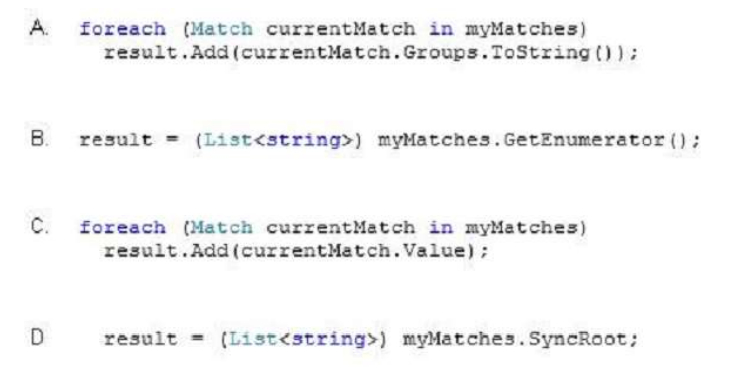 A. foreach (Match currentMatch in myMatches)
result.Add(currentMatch.Groups.ToString());
B. result = (List<string>) myMatches.GetEnumerator();
C. foreach (Match currentMatch in myMatches)
result.Add(currentMatch.Value);
D result = (List<string>) myMatches.SyncRoot;